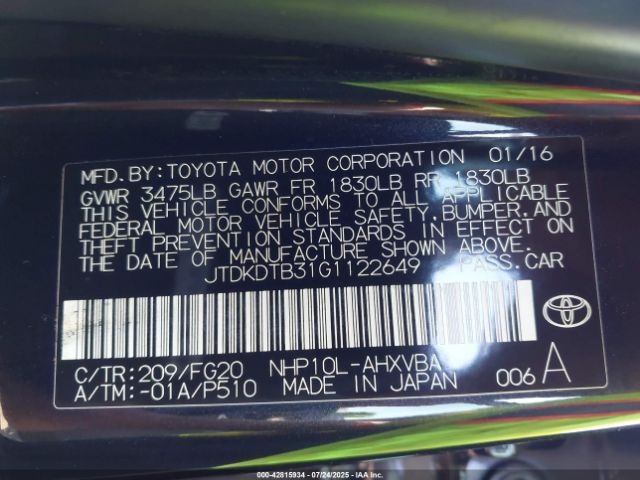 MFD. BY: TOYOTA MOTOR CORPORATION 01/16
GVWR 3475LB GAWR FR 1830LB RR 1830LB
THIS VEHICLE CONFORMS TO ALL APPLICABLE
FEDERAL MOTOR VEHICLE SAFETY, BUMPER, AND
THEFT PREVENTION STANDARDS IN EFFECT ON
THE DATE OF MANUFACTURE SHOWN ABOVE.
JTDKDTB31G1122649 PASS. CAR
C/TR: 209/FG20 NHP10L-AHXVBA
A/TM: -01A/P510 MADE IN JAPAN 006 A
000-42815934 | 07/24/2025 - IAA Inc.